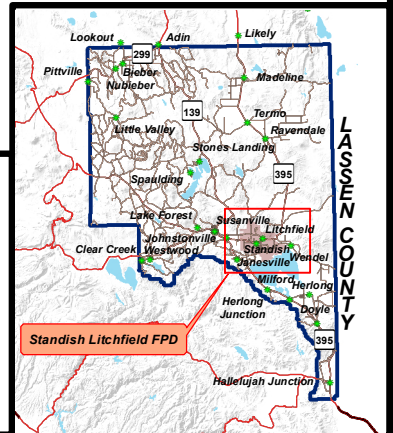 Lookout
Adin
Likely
299
Pittville
Bieber
Nubieber
Madeline
139
Termo
Little Valley
Ravendale
Stones Landing
395
Spaulding
LASSEN COUNTY
Lake Forest
Susanville
Litchfield
Johnstonville
Standish
Clear Creek
Westwood
Janesville
Wendel
Milford
Herlong
Herlong
Junction
Doyle
Standish Litchfield FPD
395
Hallelujah Junction